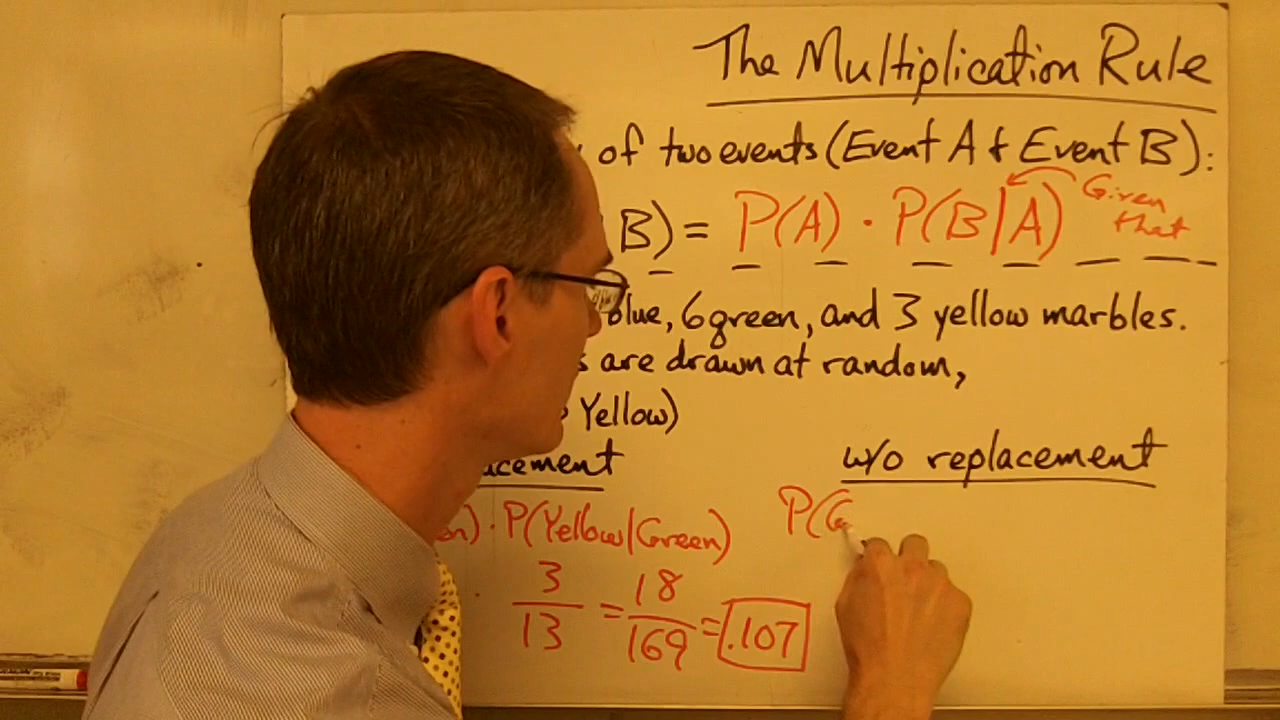 The Multiplication Rule
of two events (Event A & Event B):
B) = P(A) · P(B|A) Given that
blue, 6 green, and 3 yellow marbles.
are drawn at random,
Yellow)
acement
w/o replacement
en) · P(Yellow|Green)
P(G
3/13 = 18/169 = .107